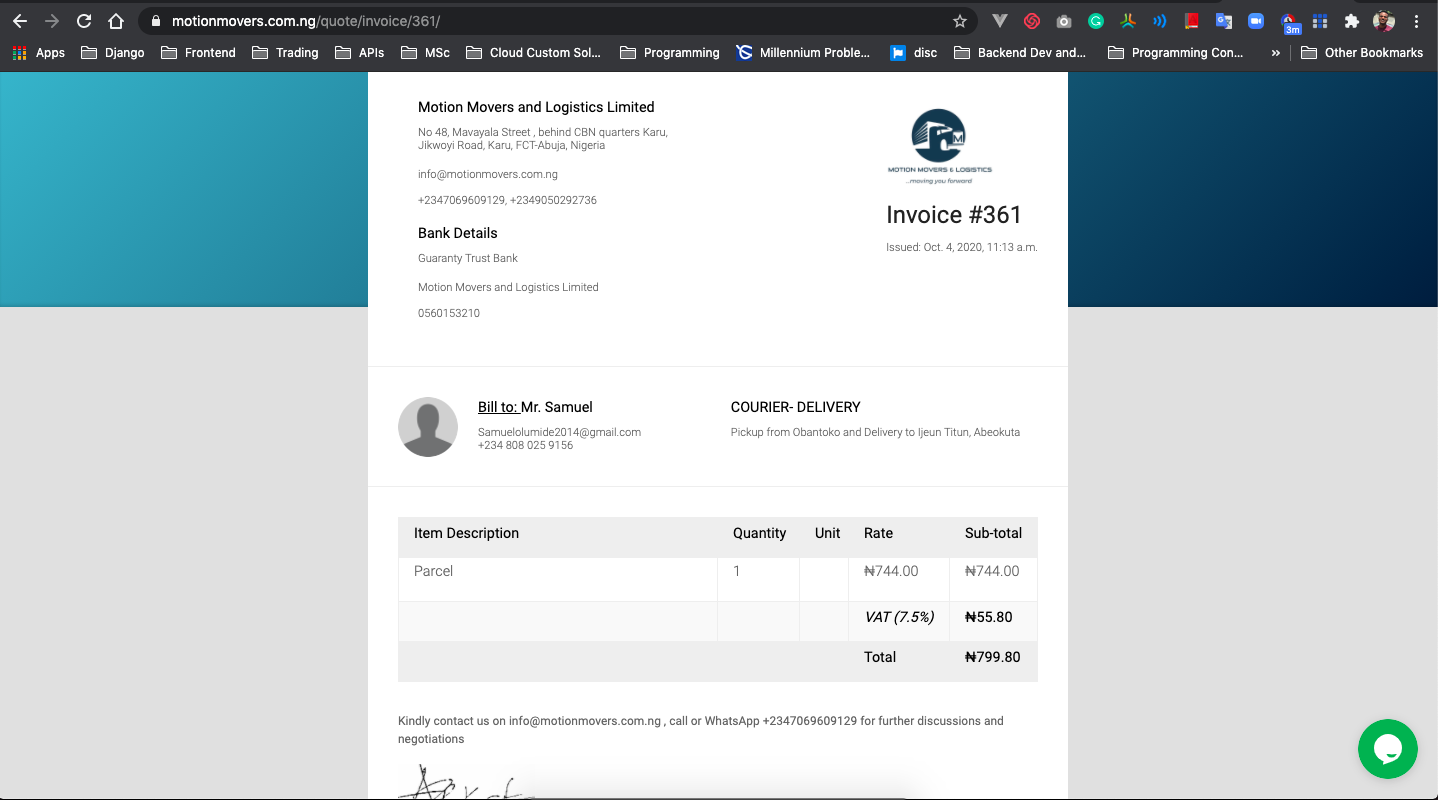 motionmovers.com.ng/quote/invoice/361/
3m
Apps Django Frontend Trading APIs MSc Cloud Custom Sol... Programming Millennium Proble... disc Backend Dev and... Programming Con... » Other Bookmarks
Motion Movers and Logistics Limited
No 48, Mavayala Street , behind CBN quarters Karu,
Jikwoyi Road, Karu, FCT-Abuja, Nigeria
info@motionmovers.com.ng
+2347069609129, +2349050292736
Bank Details
Guaranty Trust Bank
Motion Movers and Logistics Limited
0560153210
M
MOTION MOVERS & LOGISTICS
...moving you forward
Invoice #361
Issued: Oct. 4, 2020, 11:13 a.m.
Bill to: Mr. Samuel
Samuelolumide2014@gmail.com
+234 808 025 9156
COURIER- DELIVERY
Pickup from Obantoko and Delivery to Ijeun Titun, Abeokuta
Item Description Quantity Unit Rate Sub-total
Parcel 1 ₦744.00 ₦744.00
VAT (7.5%) ₦55.80
Total ₦799.80
Kindly contact us on info@motionmovers.com.ng , call or WhatsApp +2347069609129 for further discussions and
negotiations